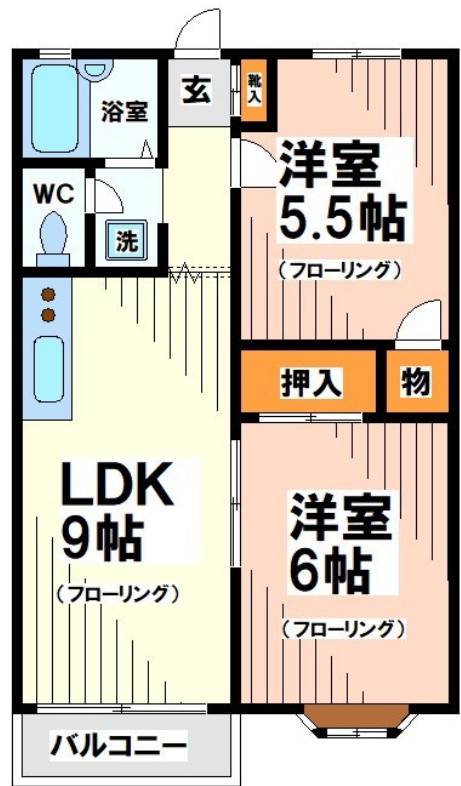 玄
靴入
浴室
洋室
5.5帖
(フローリング)
WC
洗
押入
物
LDK
9帖
(フローリング)
洋室
6帖
(フローリング)
バルコニー